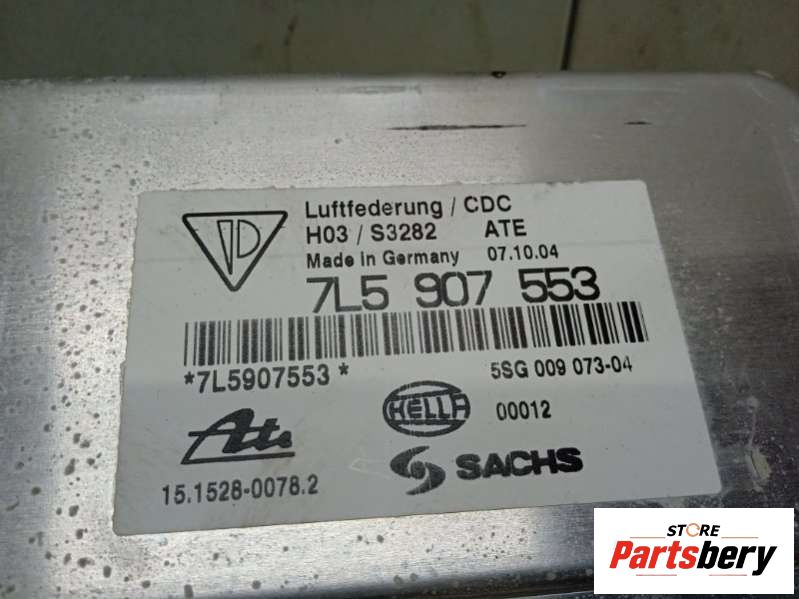 Luftfederung / CDC
H03 / S3282 ATE
Made in Germany 07.10.04
7L5 907 553
*7L5907553*
5SG 009 073-04
HELLA
00012
Ate
SACHS
15.1528-0078.2
STORE
Partsbery